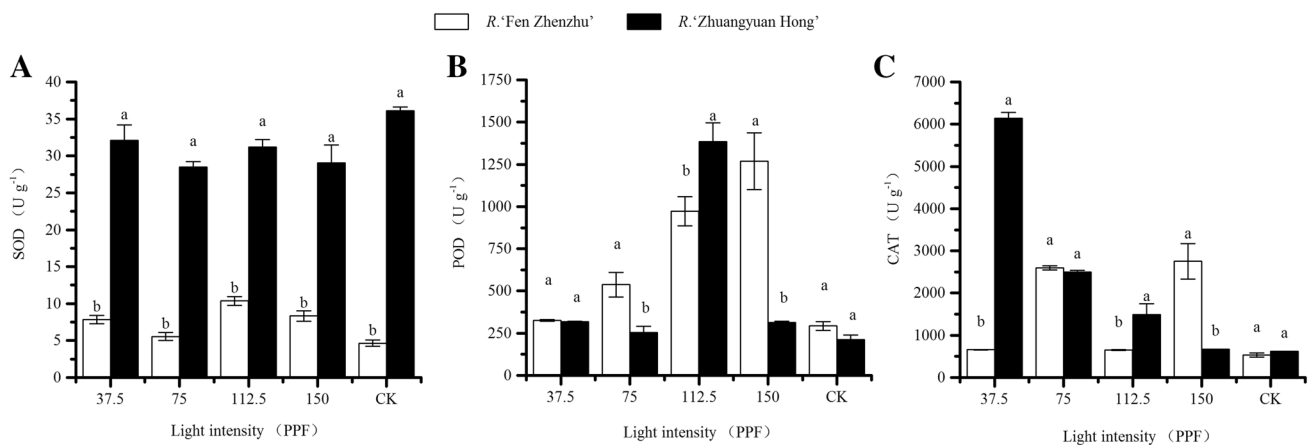 R.‘Fen Zhenzhu’ R.‘Zhuangyuan Hong’
A
SOD （U g-1）
40
35
30
25
20
15
10
5
0
b a b a b a b a b a
37.5 75 112.5 150 CK
Light intensity （PPF）
B
POD （U g-1）
1750
1500
1250
1000
750
500
250
0
a a a b b a a b a a
37.5 75 112.5 150 CK
Light intensity （PPF）
C
CAT （U g-1）
7000
6000
5000
4000
3000
2000
1000
0
b a a a b a a b a a
37.5 75 112.5 150 CK
Light intensity （PPF）